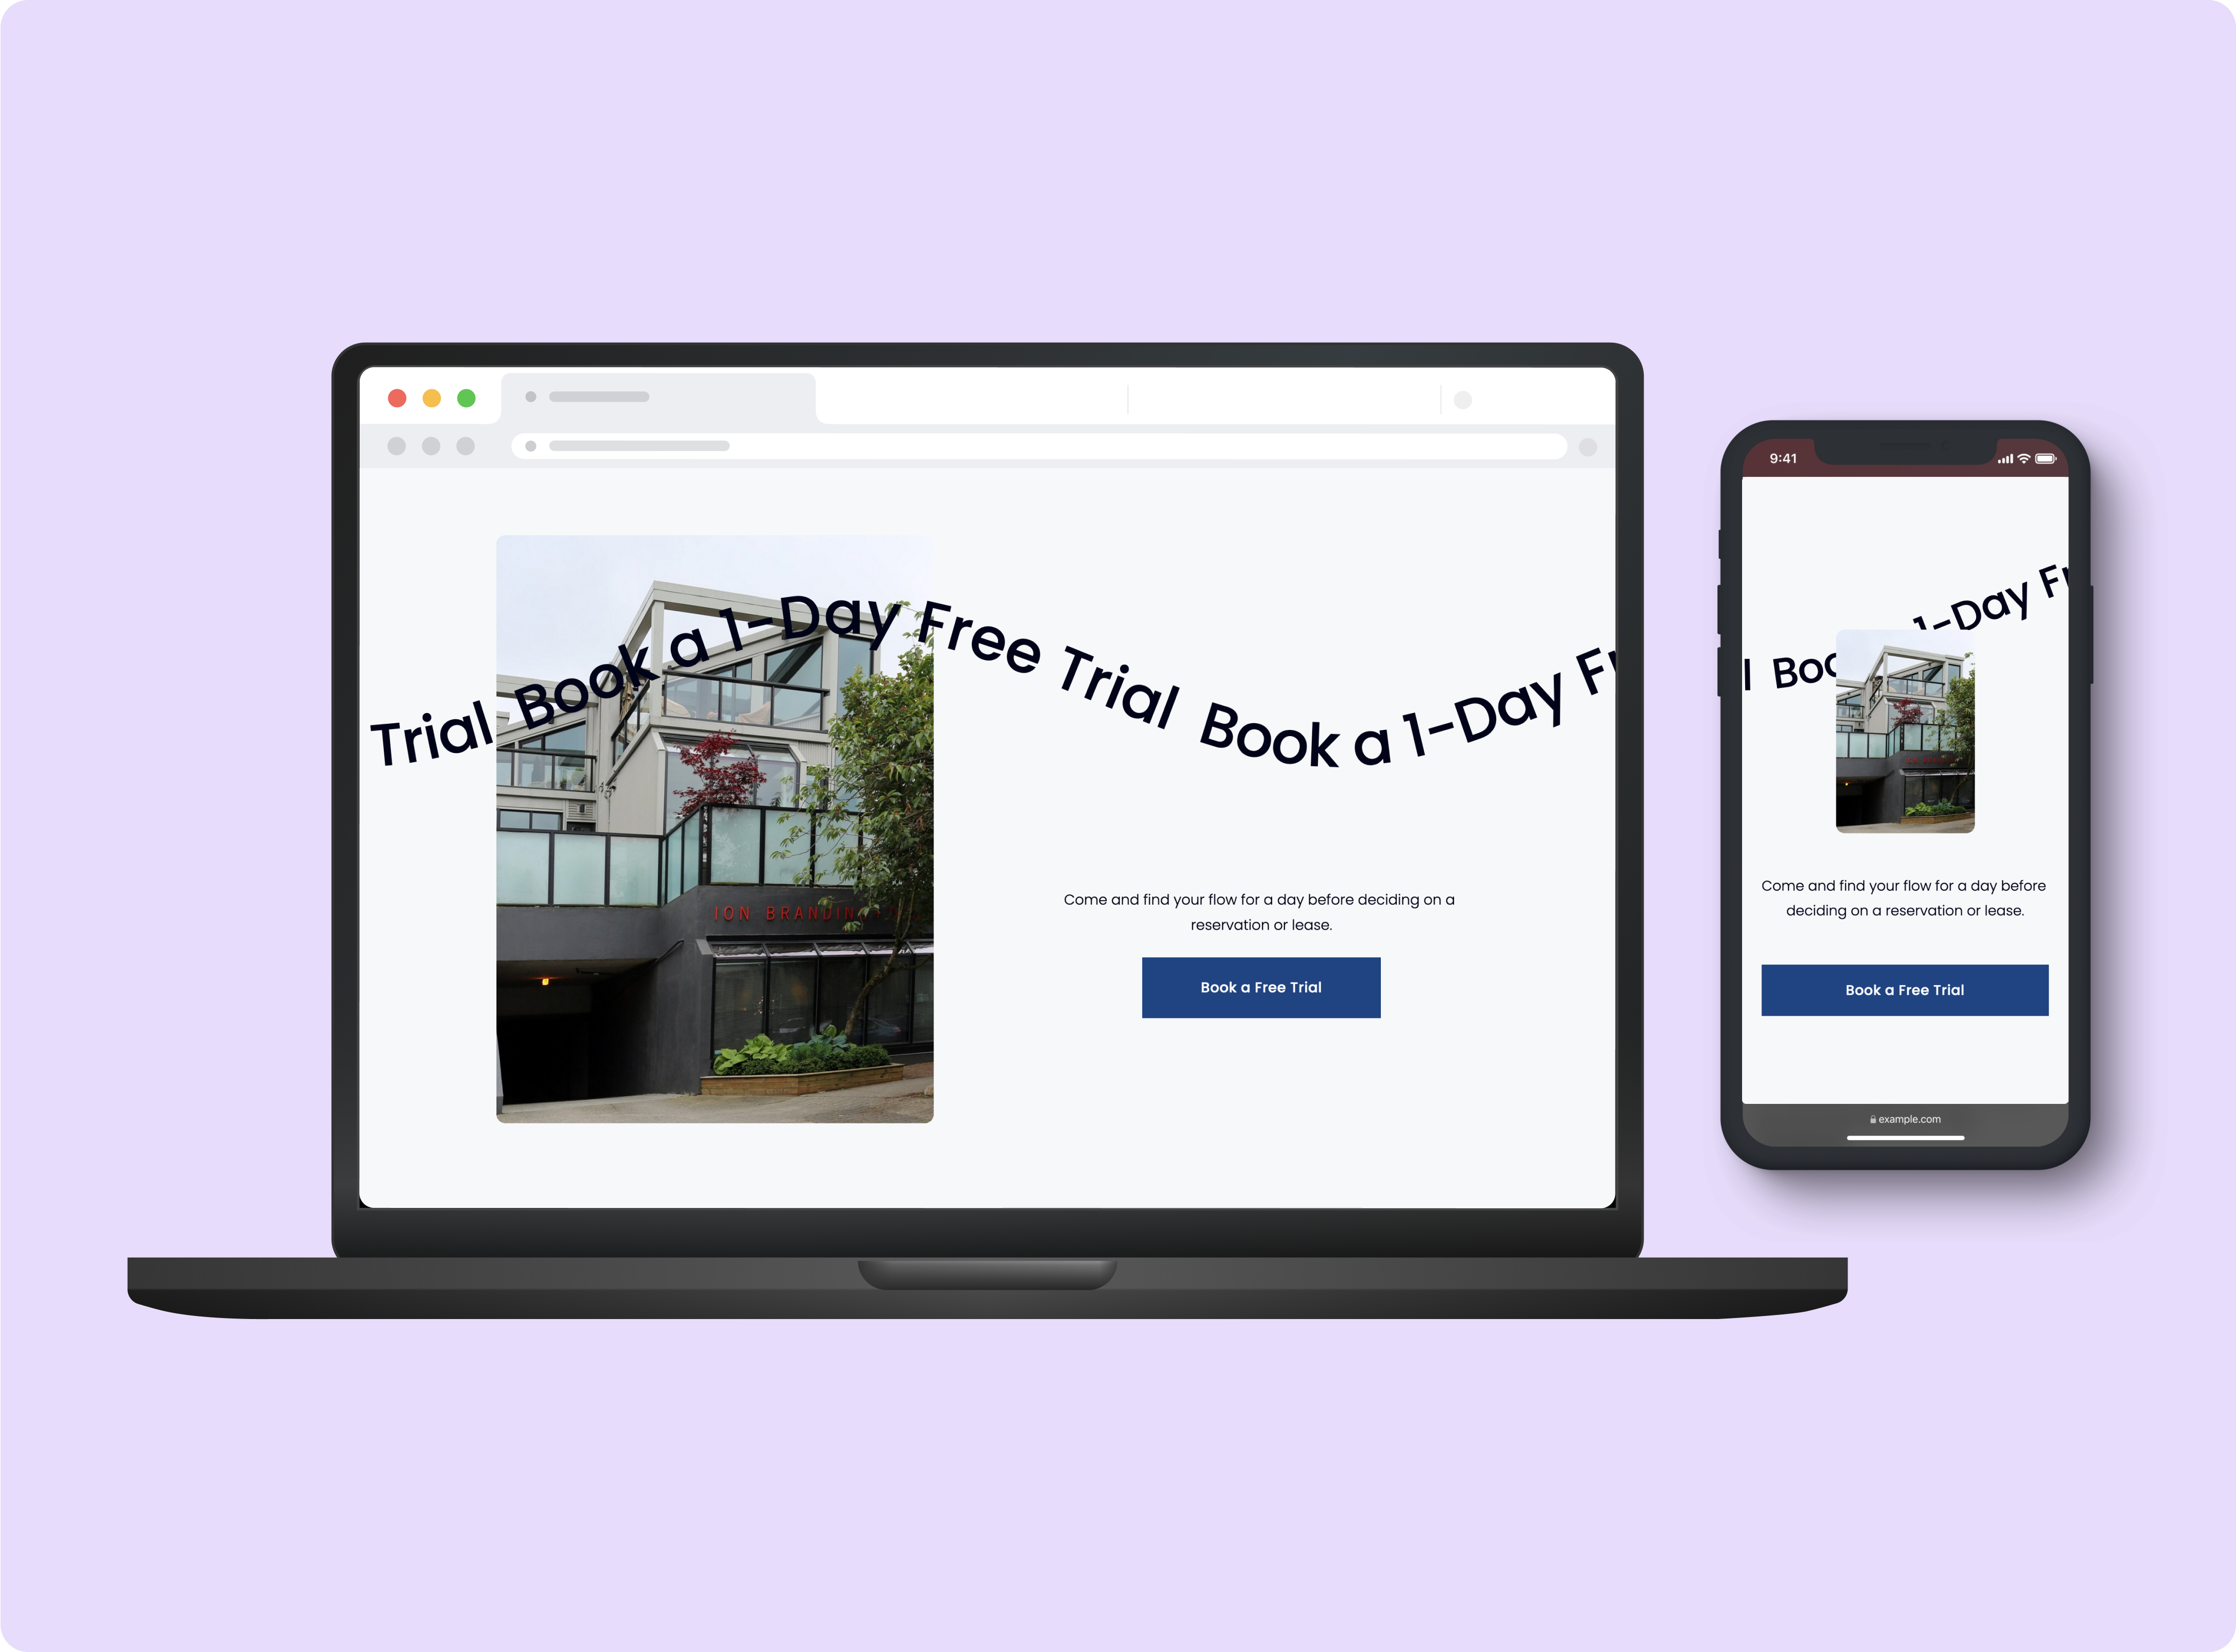 Trial Book a 1-Day Free Trial Book a 1-Day
ION BRANDIN
Come and find your flow for a day before deciding on a
reservation or lease.
Book a Free Trial
9:41
1-Day
Come and find your flow for a day before
deciding on a reservation or lease.
Book a Free Trial
example.com